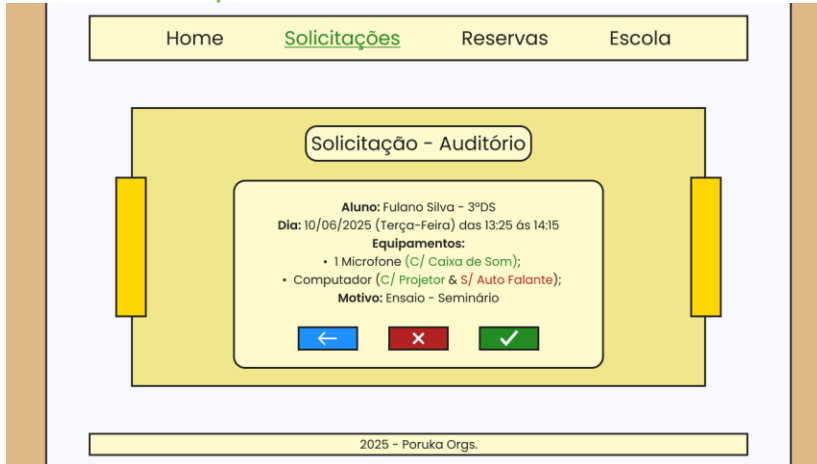 Home Solicitações Reservas Escola
Solicitação - Auditório
Aluno: Fulano Silva - 3ºDS
Dia: 10/06/2025 (Terça-Feira) das 13:25 ás 14:15
Equipamentos:
• 1 Microfone (C/ Caixa de Som);
• Computador (C/ Projetor & S/ Auto Falante);
Motivo: Ensaio - Seminário
2025 - Poruka Orgs.